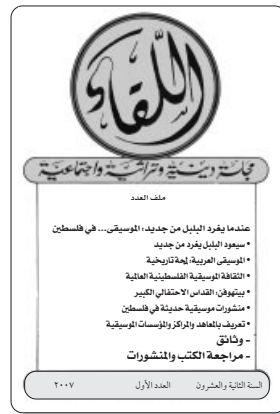 اللقاء
مجلة دينية وتراثية واجتماعية
ملف العدد
عندما يغرد البلبل من جديد، الموسيقى... في فلسطين
• سيعود البلبل يغرد من جديد
• الموسيقى العربية: لمحة تاريخية
• الثقافة الموسيقية الفلسطينية العالمية
• بيتهوفن: القداس الاحتفالي الكبير
• منشورات موسيقية حديثة في فلسطين
• تعريف بالمعاهد والمراكز والمؤسسات الموسيقية
- وثائق
- مراجعة الكتب والمنشورات
السنة الثانية والعشرون العدد الأول ٢٠٠٧